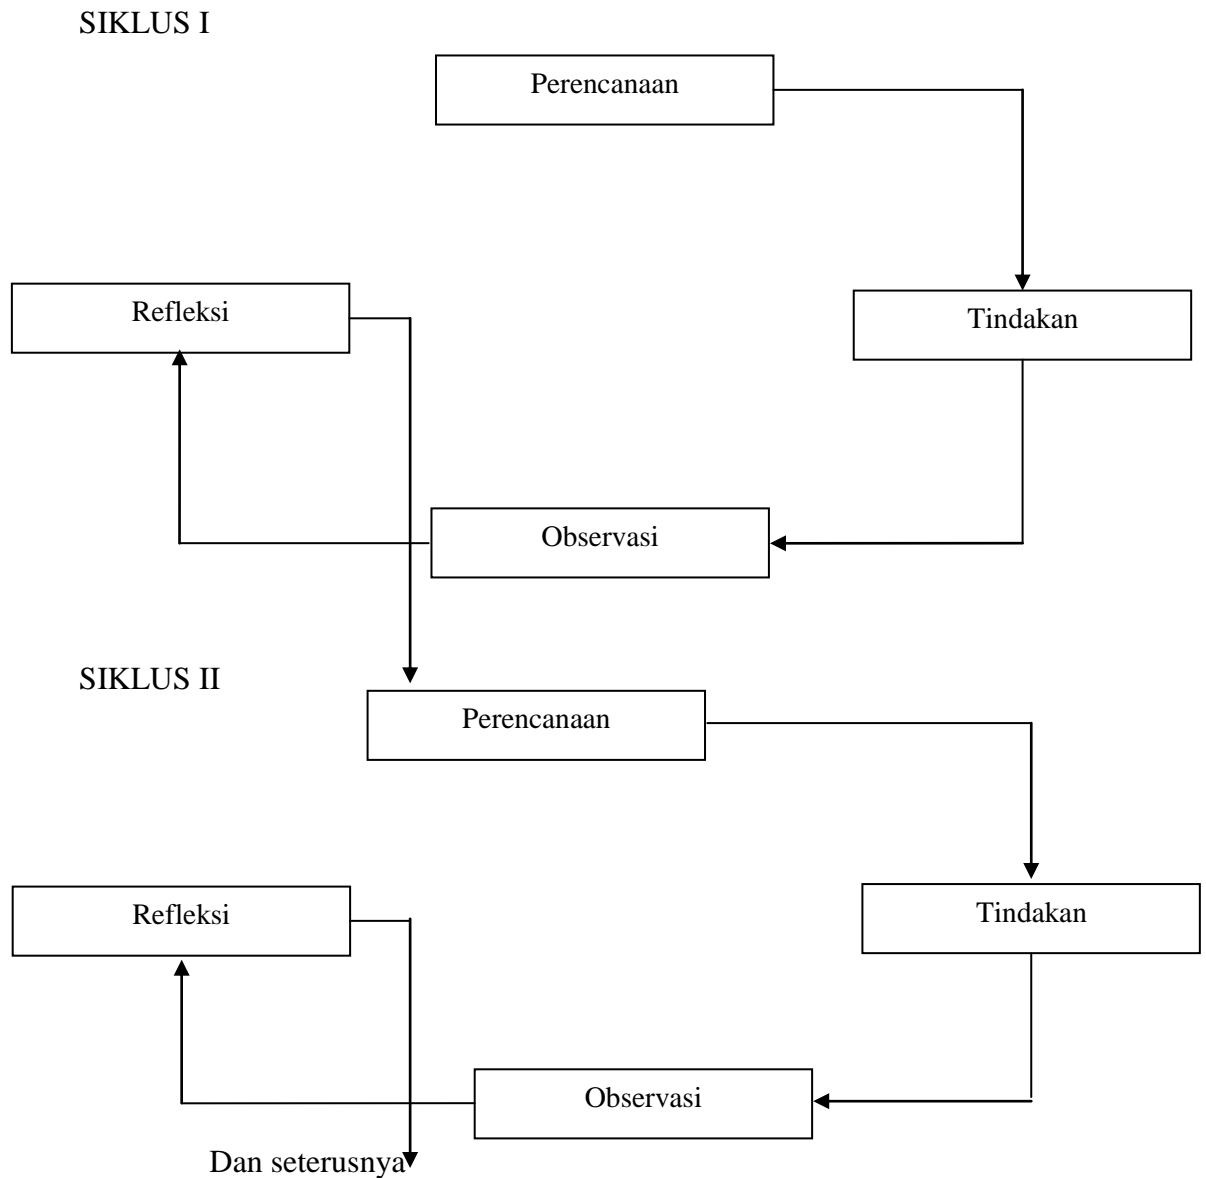 SIKLUS I
Perencanaan
Refleksi
Tindakan
Observasi
SIKLUS II
Perencanaan
Refleksi
Tindakan
Observasi
Dan seterusnya